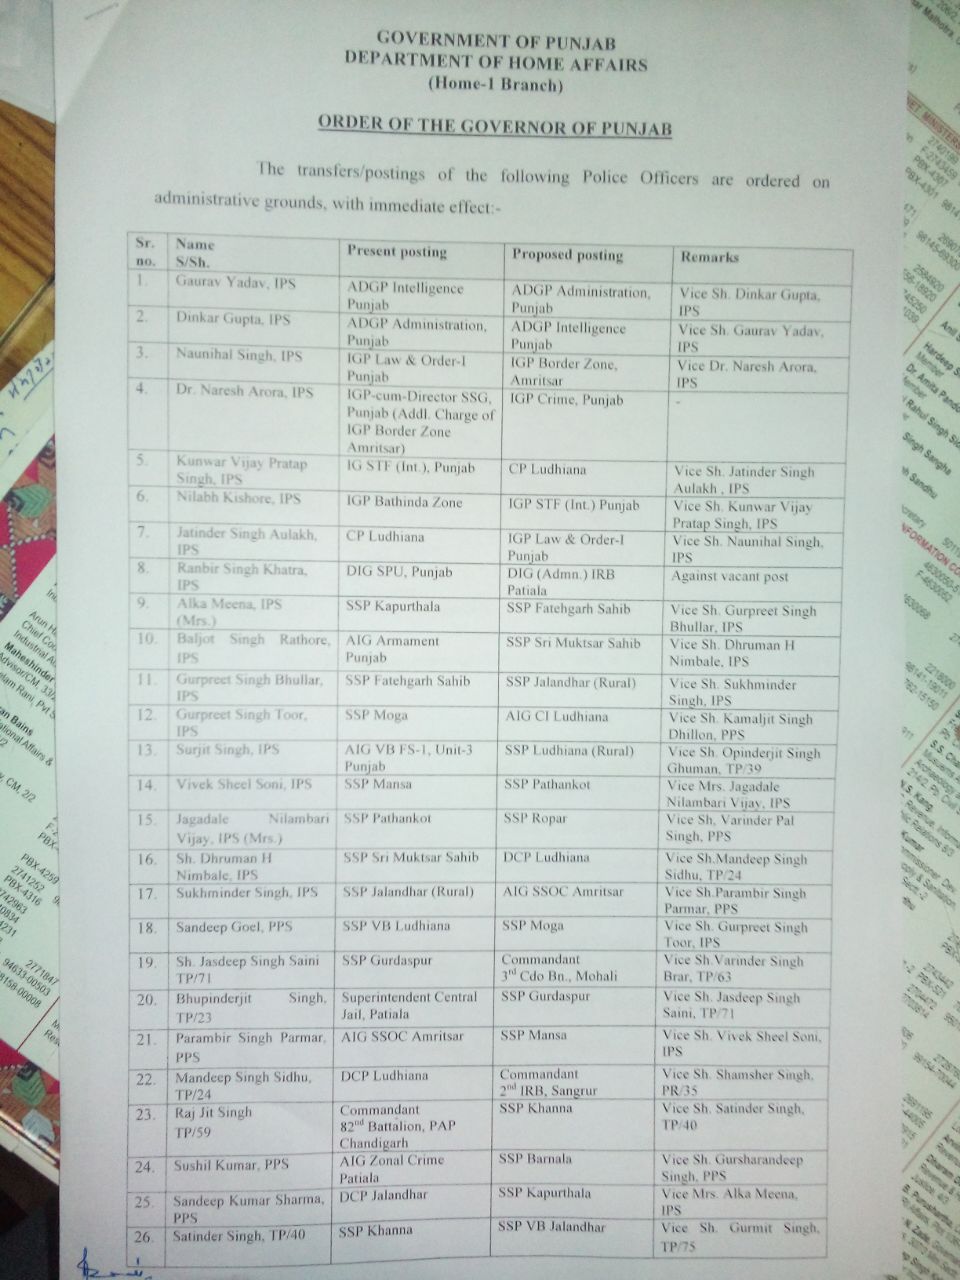 GOVERNMENT OF PUNJAB
DEPARTMENT OF HOME AFFAIRS
(Home-1 Branch)
ORDER OF THE GOVERNOR OF PUNJAB
The transfers/postings of the following Police Officers are ordered on
administrative grounds, with immediate effect:-
Sr. no. Name S/Sh. Present posting Proposed posting Remarks
1. Gaurav Yadav, IPS ADGP Intelligence Punjab ADGP Administration, Punjab Vice Sh. Dinkar Gupta, IPS
2. Dinkar Gupta, IPS ADGP Administration, Punjab ADGP Intelligence Punjab Vice Sh. Gaurav Yadav, IPS
3. Naunihal Singh, IPS IGP Law & Order-I Punjab IGP Border Zone, Amritsar Vice Dr. Naresh Arora, IPS
4. Dr. Naresh Arora, IPS IGP-cum-Director SSG, Punjab (Addl. Charge of IGP Border Zone Amritsar) IGP Crime, Punjab -
5. Kunwar Vijay Pratap Singh, IPS IG STF (Int.), Punjab CP Ludhiana Vice Sh. Jatinder Singh Aulakh , IPS
6. Nilabh Kishore, IPS IGP Bathinda Zone IGP STF (Int.) Punjab Vice Sh. Kunwar Vijay Pratap Singh, IPS
7. Jatinder Singh Aulakh, IPS CP Ludhiana IGP Law & Order-I Punjab Vice Sh. Naunihal Singh, IPS
8. Ranbir Singh Khatra, IPS DIG SPU, Punjab DIG (Admn.) IRB Patiala Against vacant post
9. Alka Meena, IPS (Mrs.) SSP Kapurthala SSP Fatehgarh Sahib Vice Sh. Gurpreet Singh Bhullar, IPS
10. Baljot Singh Rathore, IPS AIG Armament Punjab SSP Sri Muktsar Sahib Vice Sh. Dhruman H Nimbale, IPS
11. Gurpreet Singh Bhullar, IPS SSP Fatehgarh Sahib SSP Jalandhar (Rural) Vice Sh. Sukhminder Singh, IPS
12. Gurpreet Singh Toor, IPS SSP Moga AIG CI Ludhiana Vice Sh. Kamaljit Singh Dhillon, PPS
13. Surjit Singh, IPS AIG VB FS-1, Unit-3 Punjab SSP Ludhiana (Rural) Vice Sh. Opinderjit Singh Ghuman, TP/39
14. Vivek Sheel Soni, IPS SSP Mansa SSP Pathankot Vice Mrs. Jagadale Nilambari Vijay, IPS
15. Jagadale Nilambari Vijay, IPS (Mrs.) SSP Pathankot SSP Ropar Vice Sh, Varinder Pal Singh, PPS
16. Sh. Dhruman H Nimbale, IPS SSP Sri Muktsar Sahib DCP Ludhiana Vice Sh.Mandeep Singh Sidhu, TP/24
17. Sukhminder Singh, IPS SSP Jalandhar (Rural) AIG SSOC Amritsar Vice Sh.Parambir Singh Parmar, PPS
18. Sandeep Goel, PPS SSP VB Ludhiana SSP Moga Vice Sh. Gurpreet Singh Toor, IPS
19. Sh. Jasdeep Singh Saini TP/71 SSP Gurdaspur Commandant 3rd Cdo Bn., Mohali Vice Sh.Varinder Singh Brar, TP/63
20. Bhupinderjit Singh, TP/23 Superintendent Central Jail, Patiala SSP Gurdaspur Vice Sh. Jasdeep Singh Saini, TP/71
21. Parambir Singh Parmar, PPS AIG SSOC Amritsar SSP Mansa Vice Sh. Vivek Sheel Soni, IPS
22. Mandeep Singh Sidhu, TP/24 DCP Ludhiana Commandant 2nd IRB, Sangrur Vice Sh. Shamsher Singh, PR/35
23. Raj Jit Singh TP/59 Commandant 82nd Battalion, PAP Chandigarh SSP Khanna Vice Sh. Satinder Singh, TP/40
24. Sushil Kumar, PPS AIG Zonal Crime Patiala SSP Barnala Vice Sh. Gursharandeep Singh, PPS
25. Sandeep Kumar Sharma, PPS DCP Jalandhar SSP Kapurthala Vice Mrs. Alka Meena, IPS
26. Satinder Singh, TP/40 SSP Khanna SSP VB Jalandhar Vice Sh. Gurmit Singh, TP/75